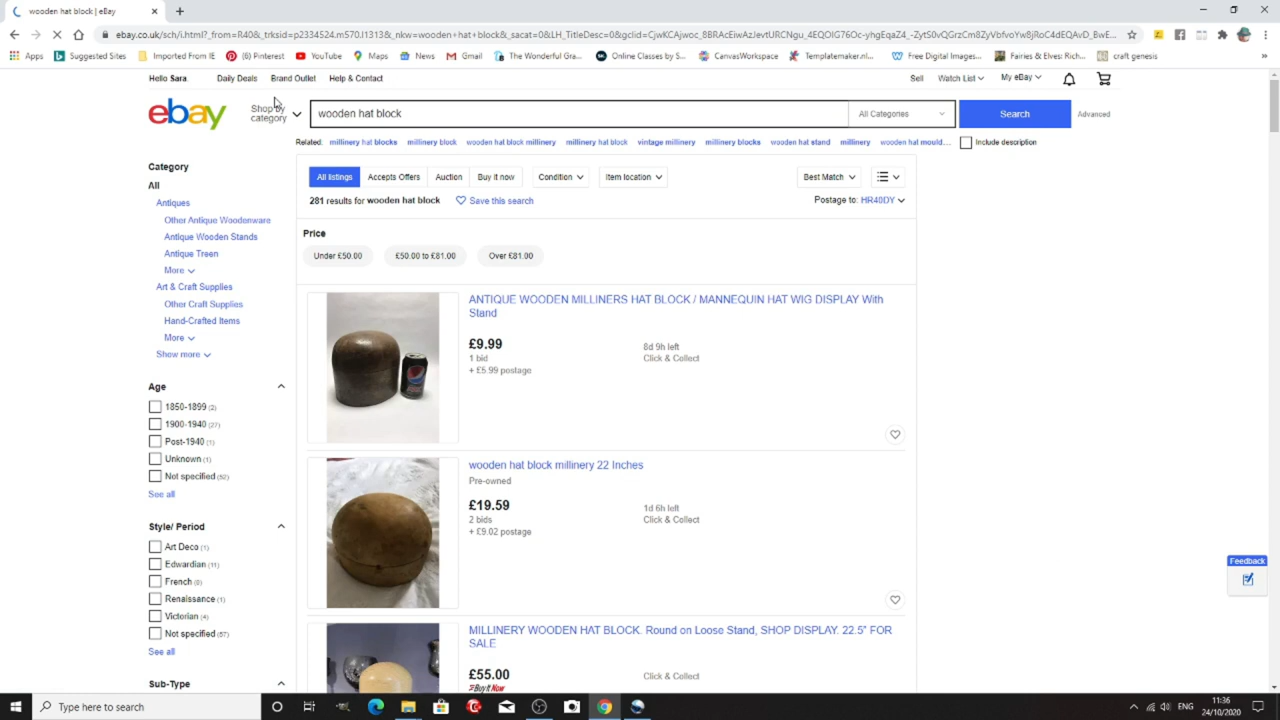 wooden hat block | eBay
ebay.co.uk/sch/i.html?_from=R40&_trksid=p2334524.m570.l1313&_nkw=wooden+hat+block&_sacat=0&LH_TitleDesc=0
Apps Suggested Sites Imported From IE (6) Pinterest YouTube Maps News Gmail The Wonderful Gra... Online Classes by S... CanvasWorkspace Templatemaker.nl... Free Digital Images... Fairies & Elves: Rich... craft genesis
Hello Sara. Daily Deals Brand Outlet Help & Contact Sell Watch List My eBay
ebay Shop by category wooden hat block All Categories Search Advanced
Related: millinery hat blocks millinery block wooden hat block millinery millinery hat block vintage millinery millinery blocks wooden hat stand millinery wooden hat mould... Include description
Category
All
Antiques
Other Antique Woodenware
Antique Wooden Stands
Antique Treen
More
Art & Craft Supplies
Other Craft Supplies
Hand-Crafted Items
More
Show more
Age
1850-1899 (2)
1900-1940 (27)
Post-1940 (1)
Unknown (1)
Not specified (52)
See all
Style/ Period
Art Deco (1)
Edwardian (11)
French (8)
Renaissance (1)
Victorian (4)
Not specified (57)
See all
Sub-Type
All listings Accepts Offers Auction Buy it now Condition Item location Best Match
281 results for wooden hat block Save this search Postage to: HR40DY
Price
Under £50.00 £50.00 to £81.00 Over £81.00
ANTIQUE WOODEN MILLINERS HAT BLOCK / MANNEQUIN HAT WIG DISPLAY With
Stand
£9.99 8d 9h left
1 bid Click & Collect
+ £5.99 postage
wooden hat block millinery 22 Inches
Pre-owned
£19.59 1d 6h left
2 bids Click & Collect
+ £9.02 postage
MILLINERY WOODEN HAT BLOCK. Round on Loose Stand, SHOP DISPLAY. 22.5" FOR
SALE
£55.00 Click & Collect
Buy It Now
Feedback
Type here to search
ENG
11:36
24/10/2020